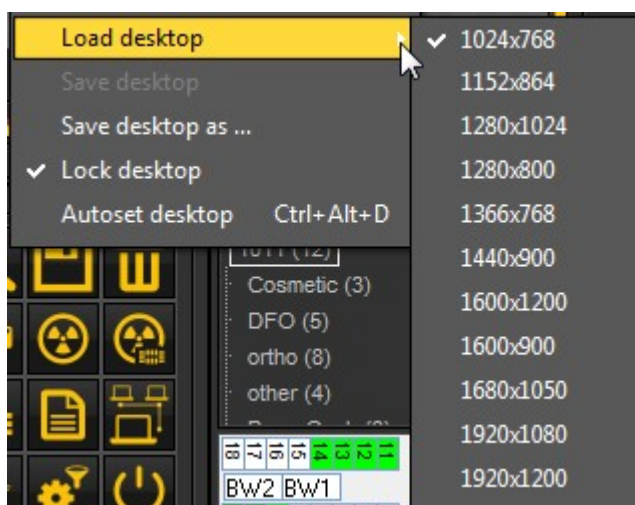 Load desktop
Save desktop
Save desktop as ...
Lock desktop
Autoset desktop Ctrl+Alt+D
1024x768
1152x864
1280x1024
1280x800
1366x768
1440x900
1600x1200
1600x900
1680x1050
1920x1080
1920x1200
Cosmetic (3)
DFO (5)
ortho (8)
other (4)
18 17 16 15 14 13 12 11
BW2 BW1